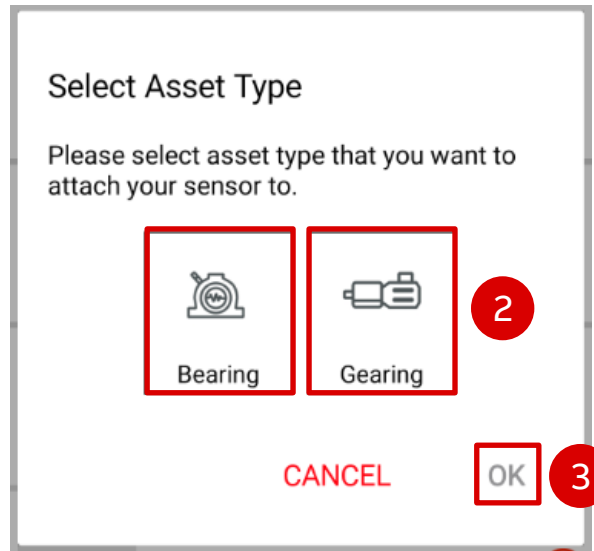 Select Asset Type
Please select asset type that you want to
attach your sensor to.
2
Bearing Gearing
CANCEL OK 3